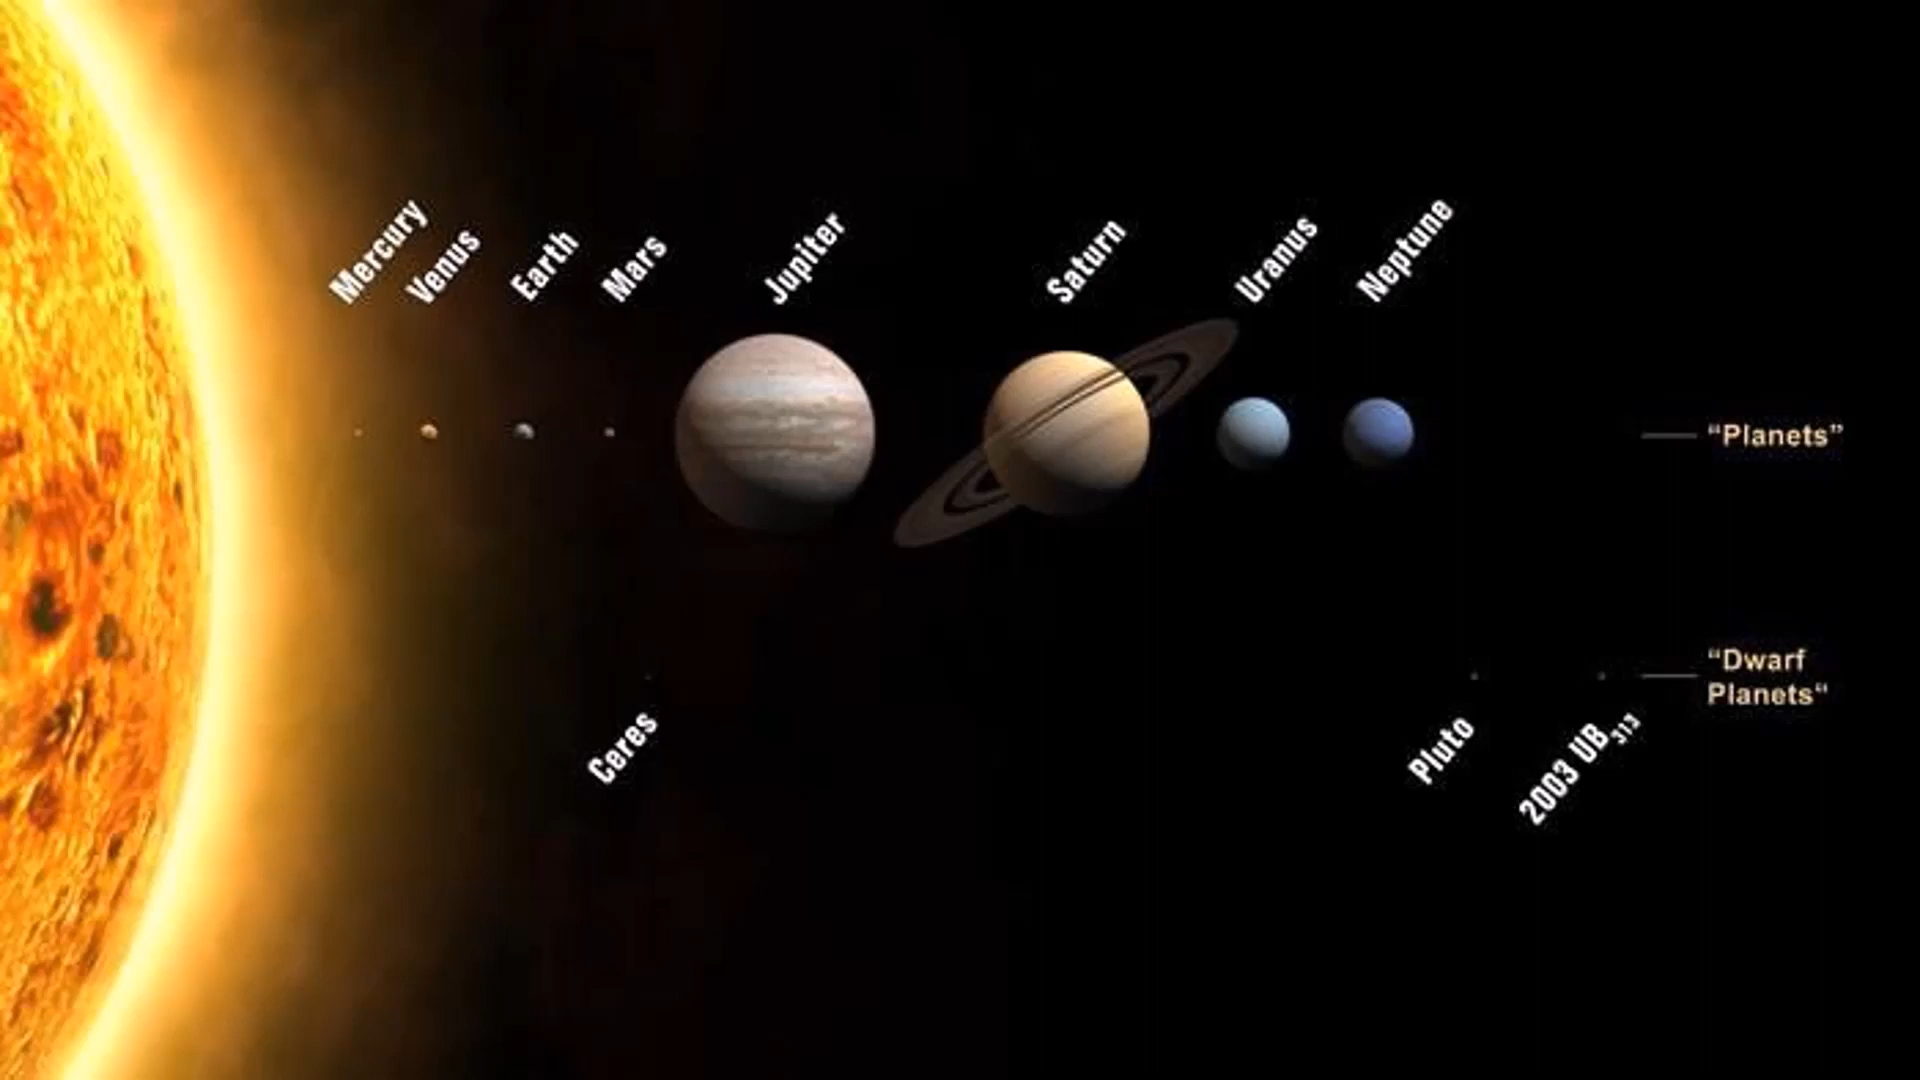 Mercury
Venus
Earth
Mars
Jupiter
Saturn
Uranus
Neptune
“Planets”
“Dwarf
Planets“
Ceres
Pluto
2003 UB₃₁₃